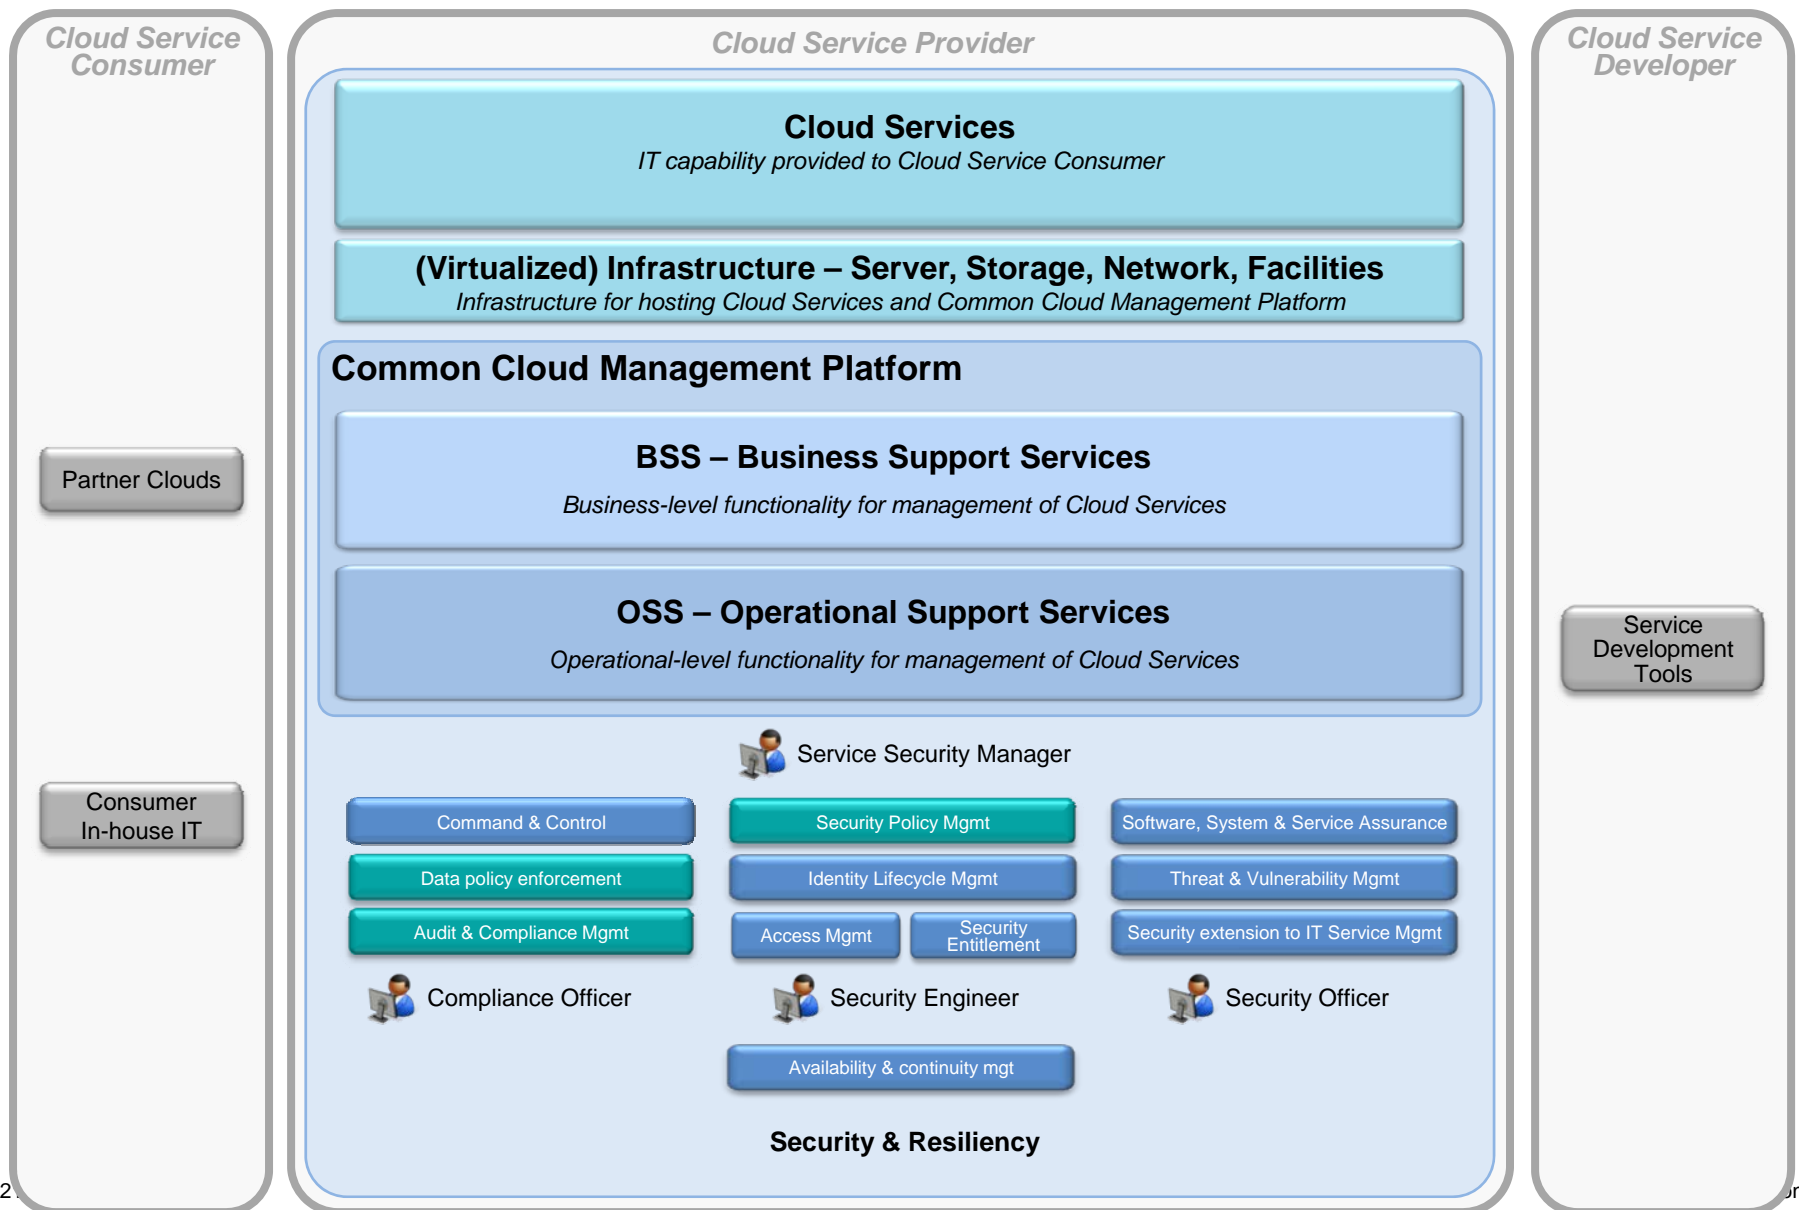 Cloud Service
Consumer
Partner Clouds
Consumer
In-house IT
Cloud Service Provider
Cloud Services
IT capability provided to Cloud Service Consumer
(Virtualized) Infrastructure – Server, Storage, Network, Facilities
Infrastructure for hosting Cloud Services and Common Cloud Management Platform
Common Cloud Management Platform
BSS – Business Support Services
Business-level functionality for management of Cloud Services
OSS – Operational Support Services
Operational-level functionality for management of Cloud Services
Service Security Manager
Command & Control
Data policy enforcement
Audit & Compliance Mgmt
Compliance Officer
Security Policy Mgmt
Identity Lifecycle Mgmt
Access Mgmt
Security
Entitlement
Security Engineer
Software, System & Service Assurance
Threat & Vulnerability Mgmt
Security extension to IT Service Mgmt
Security Officer
Availability & continuity mgt
Security & Resiliency
Cloud Service
Developer
Service
Development
Tools